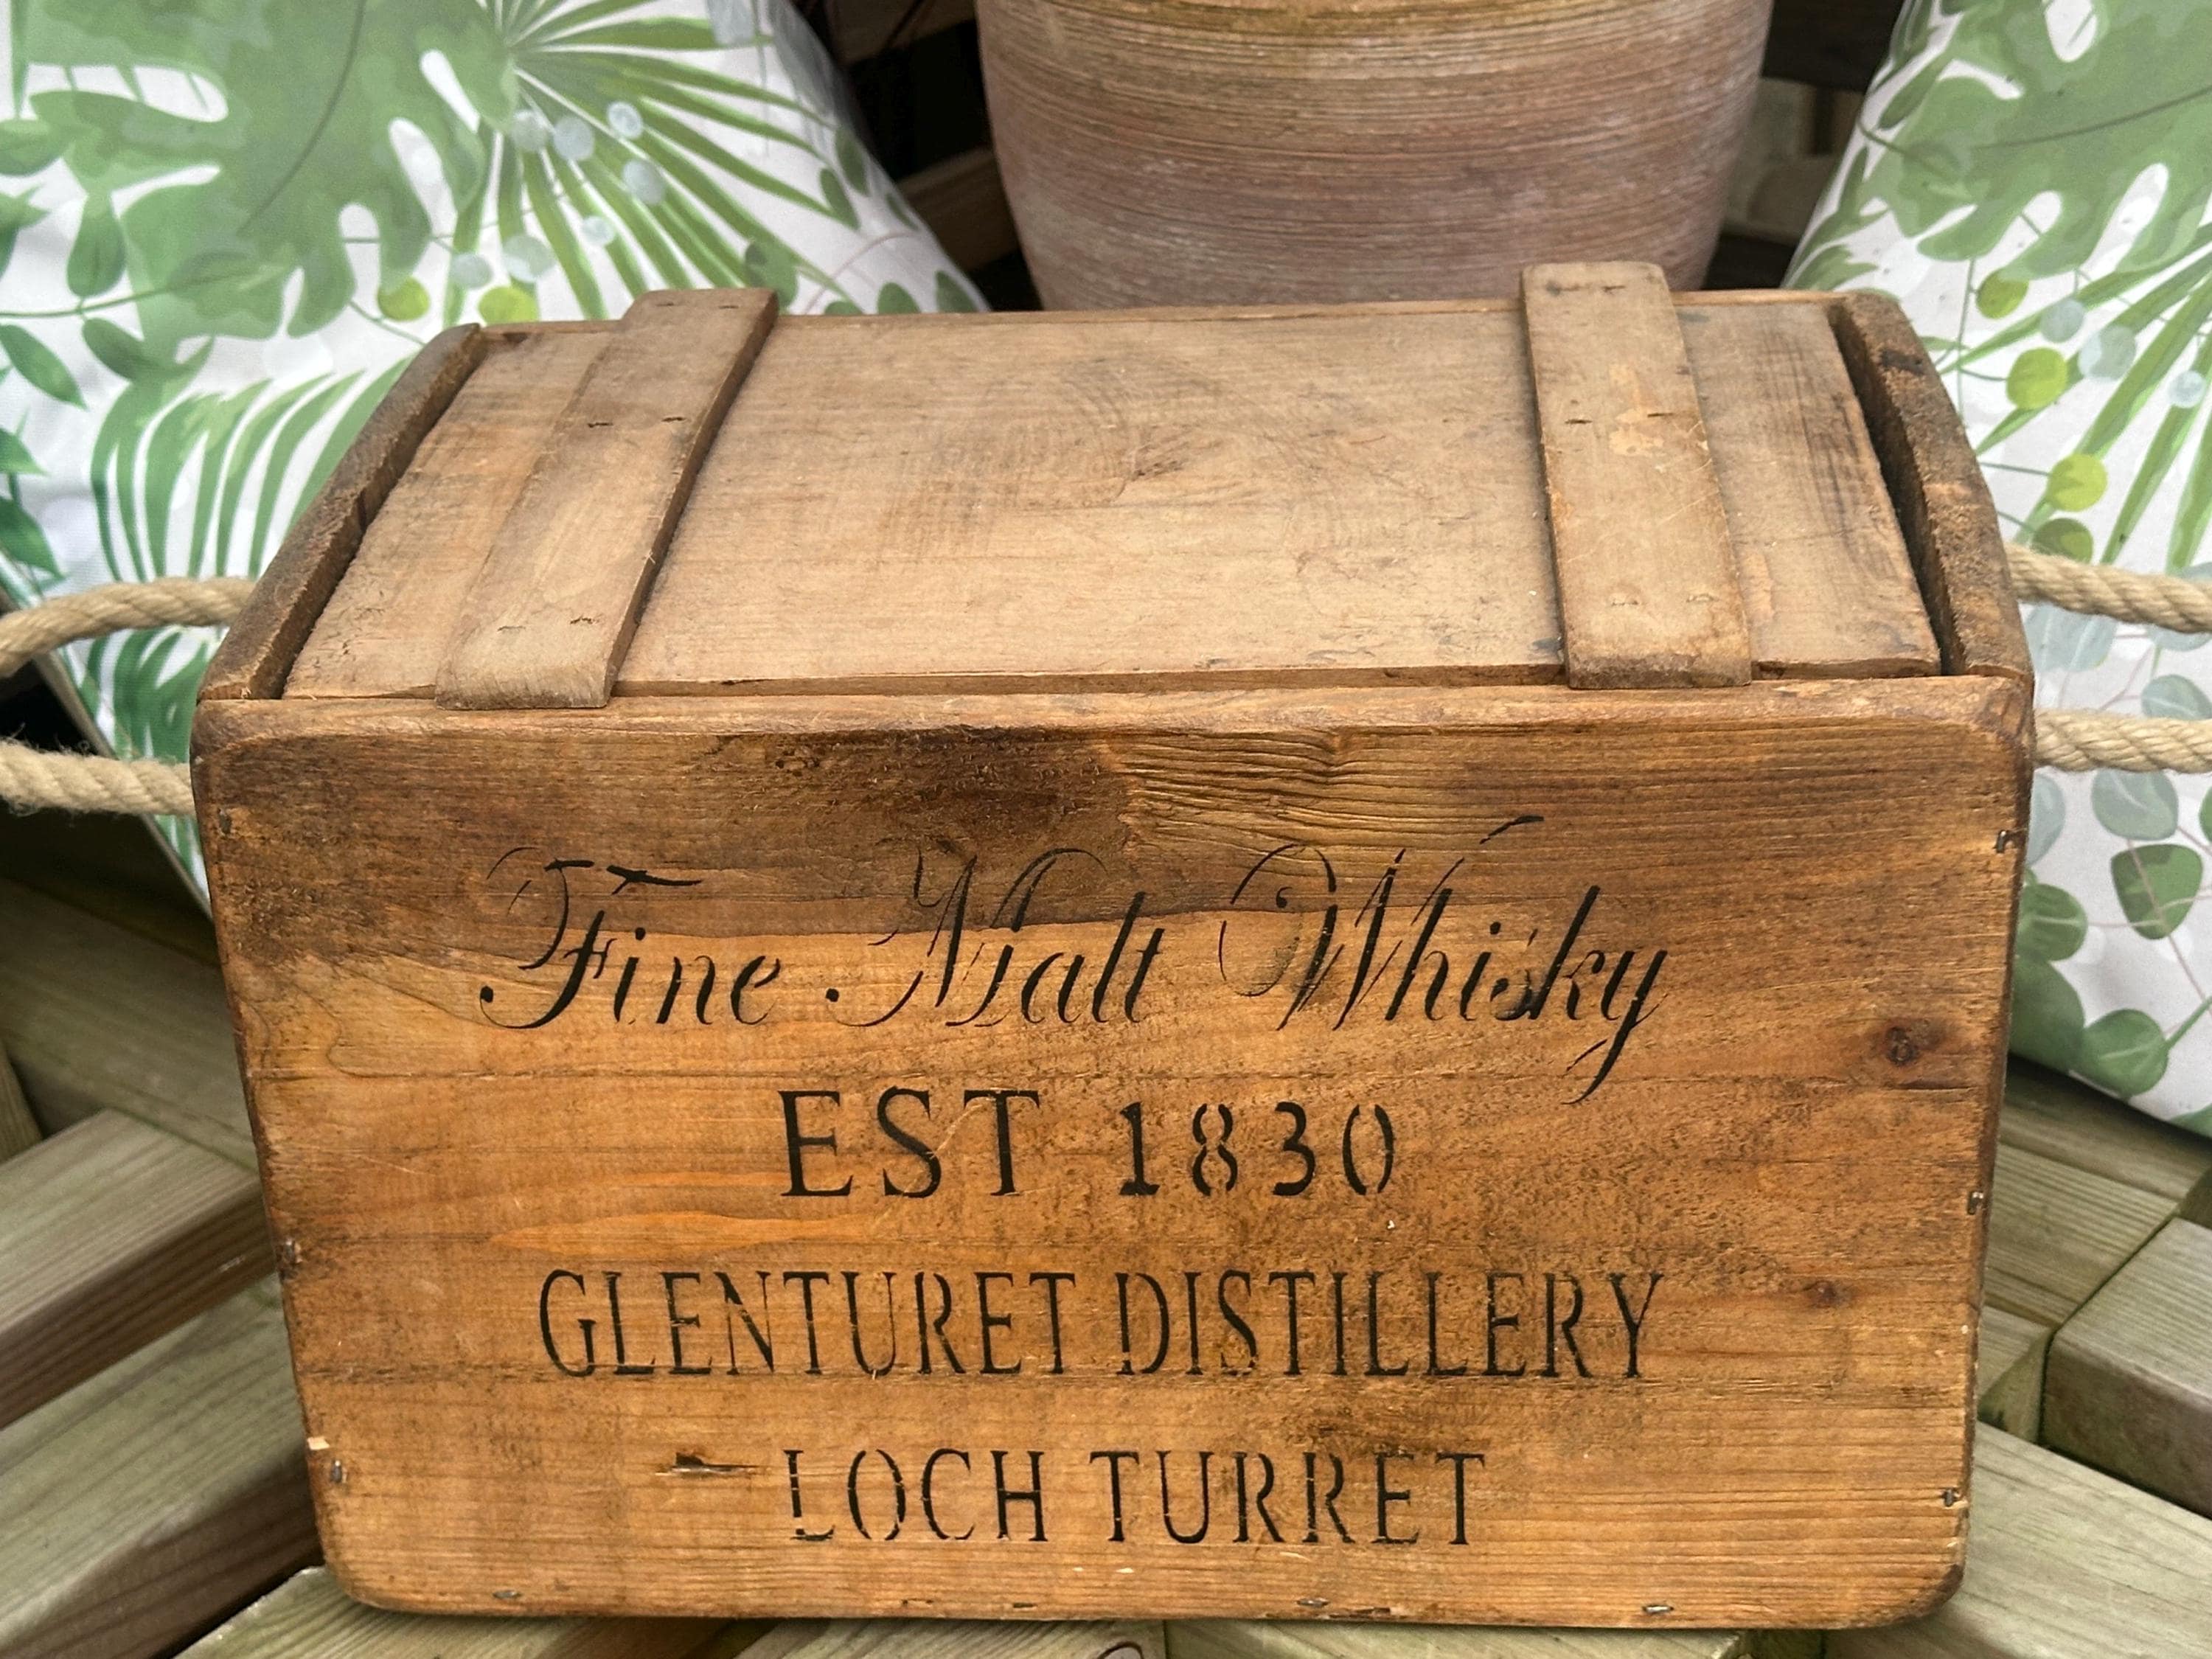 Fine Malt Whisky
EST 1830
GLENTURET DISTILLERY
LOCH TURRET